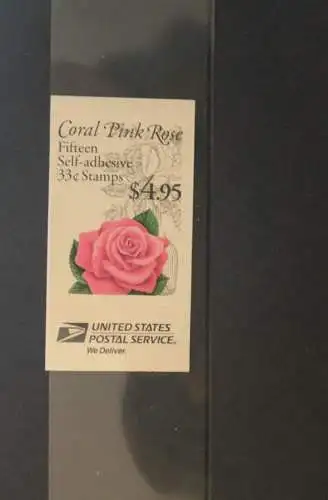 Coral Pink Rose
Fifteen
Self-adhesive
33¢ Stamps
$4.95
UNITED STATES
POSTAL SERVICE.
We Deliver.